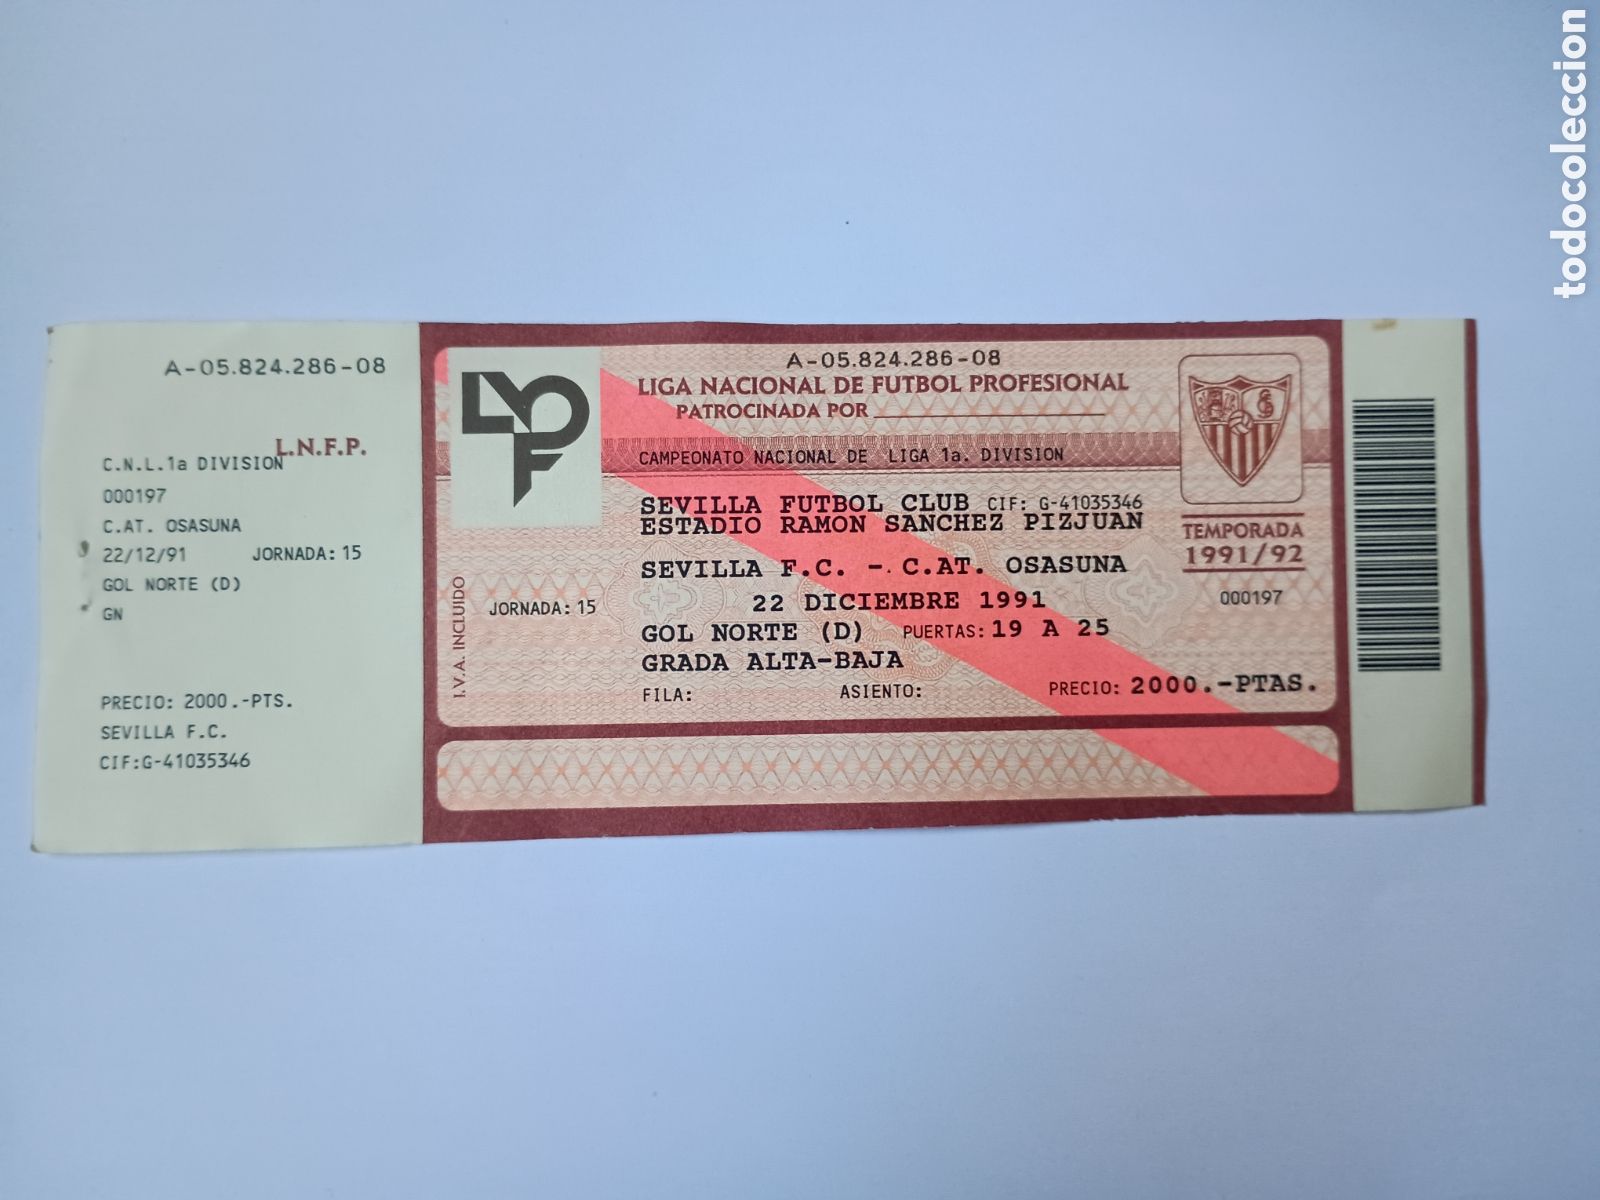 A-05.824.286-08
L.N.F.P.
C.N.L.1a DIVISION
000197
C.AT. OSASUNA
22/12/91 JORNADA: 15
GOL NORTE (D)
GN
PRECIO: 2000.-PTS.
SEVILLA F.C.
CIF:G-41035346
LNFP
I.V.A. INCLUIDO
A-05.824.286-08
LIGA NACIONAL DE FUTBOL PROFESIONAL
PATROCINADA POR
CAMPEONATO NACIONAL DE LIGA 1a. DIVISION
SEVILLA FUTBOL CLUB CIF: G-41035346
ESTADIO RAMON SANCHEZ PIZJUAN
SEVILLA F.C. -. C.AT. OSASUNA
JORNADA: 15 22 DICIEMBRE 1991
GOL NORTE (D) PUERTAS: 19 A 25
GRADA ALTA-BAJA
FILA: ASIENTO: PRECIO: 2000.-PTAS.
TEMPORADA
1991/92
000197
todocoleccion